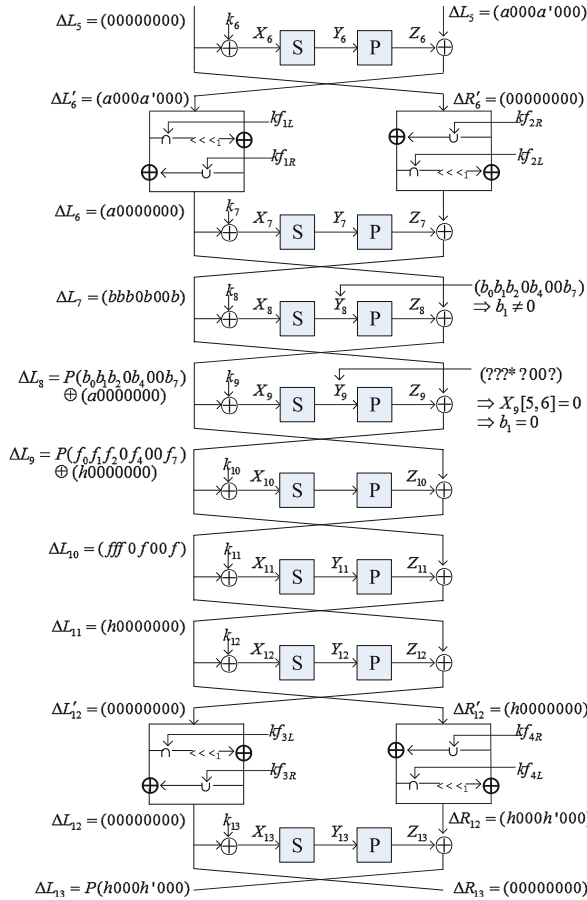 ΔL₅ = (00000000)
k₆
X₆
S
Y₆
P
Z₆
ΔL₅ = (a000a'000)
ΔL′₆ = (a000a'000)
ΔR′₆ = (00000000)
kf₁L
∩
<<<₁
kf₁R
∪
kf₂R
∪
kf₂L
∩
<<<₁
ΔL₆ = (a0000000)
k₇
X₇
S
Y₇
P
Z₇
ΔL₇ = (bbb0b00b)
k₈
X₈
S
Y₈
P
Z₈
(b₀b₁b₂0b₄00b₇)
⇒ b₁ ≠ 0
ΔL₈ = P(b₀b₁b₂0b₄00b₇)
⊕ (a0000000)
k₉
X₉
S
Y₉
P
Z₉
(???*?00?)
⇒ X₉[5,6] = 0
⇒ b₁ = 0
ΔL₉ = P(f₀f₁f₂0f₄00f₇)
⊕ (h0000000)
k₁₀
X₁₀
S
Y₁₀
P
Z₁₀
ΔL₁₀ = (fff0f00f)
k₁₁
X₁₁
S
Y₁₁
P
Z₁₁
ΔL₁₁ = (h0000000)
k₁₂
X₁₂
S
Y₁₂
P
Z₁₂
ΔL′₁₂ = (00000000)
ΔR′₁₂ = (h0000000)
kf₃L
∩
<<<₁
kf₃R
∪
kf₄R
∪
kf₄L
∩
<<<₁
ΔL₁₂ = (00000000)
k₁₃
X₁₃
S
Y₁₃
P
Z₁₃
ΔR₁₂ = (h000h'000)
ΔL₁₃ = P(h000h'000)
ΔR₁₃ = (00000000)